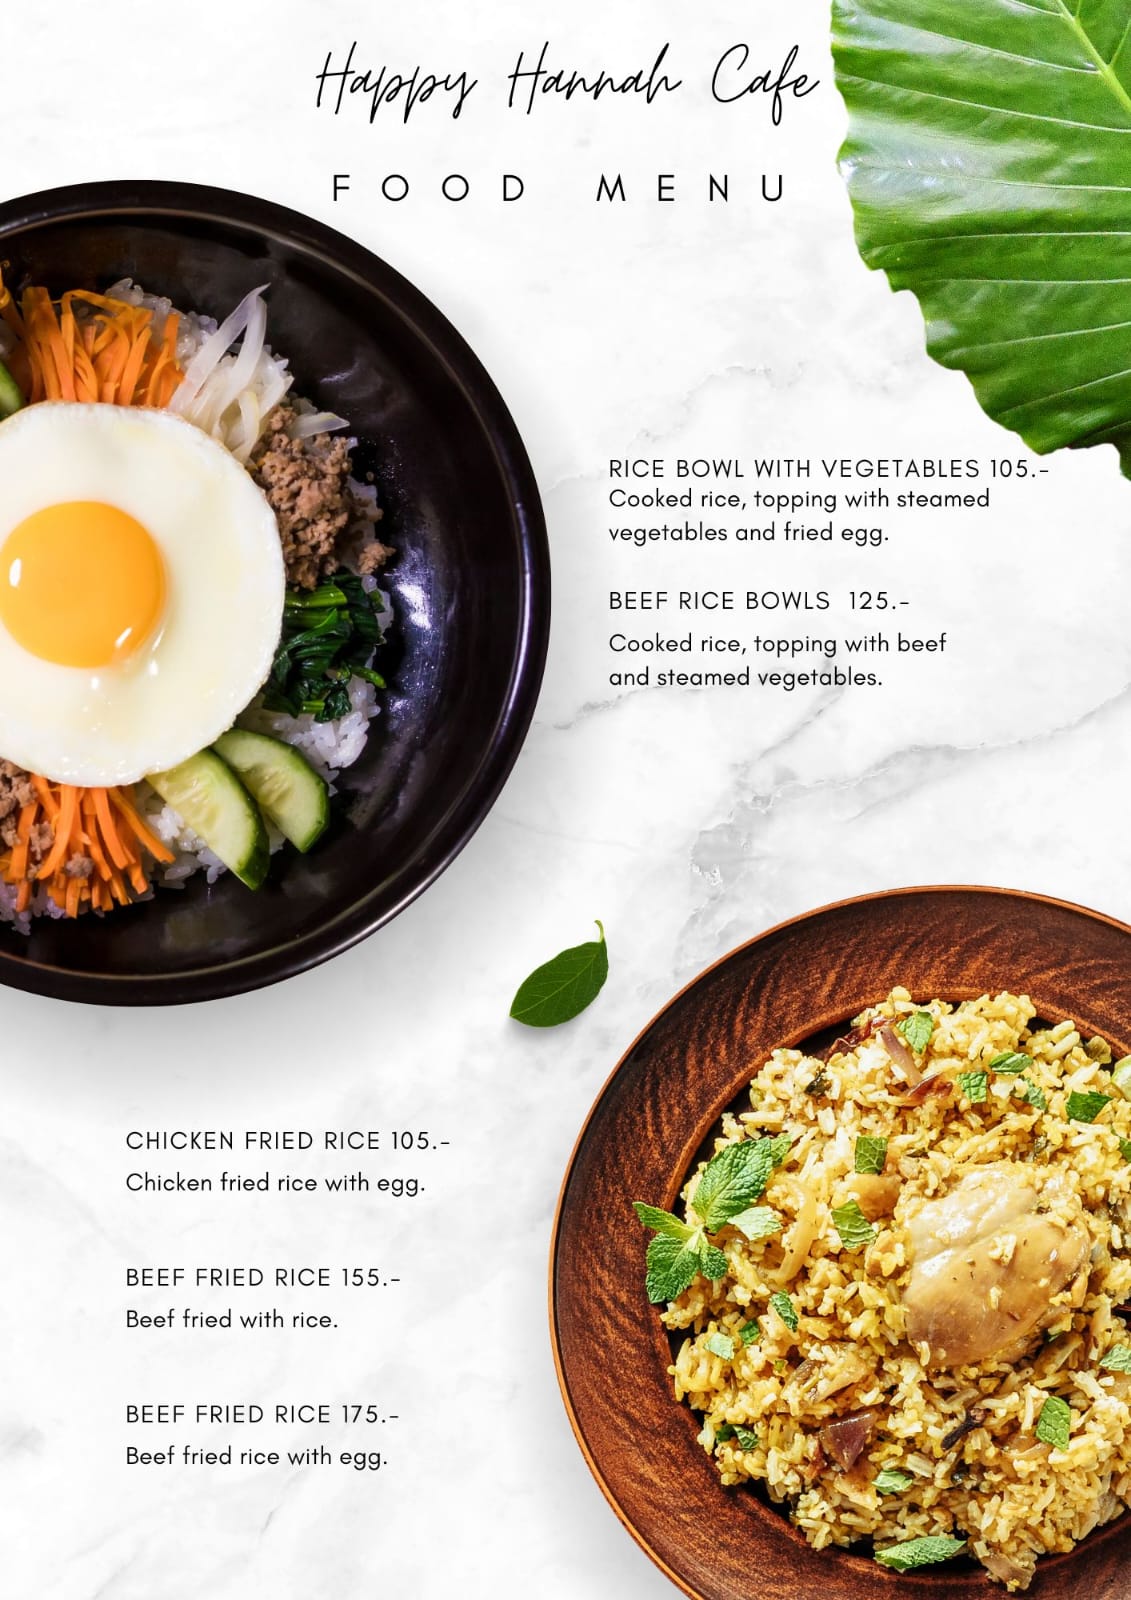 Happy Hannah Cafe
FOOD MENU
RICE BOWL WITH VEGETABLES 105.-
Cooked rice, topping with steamed
vegetables and fried egg.
BEEF RICE BOWLS 125.-
Cooked rice, topping with beef
and steamed vegetables.
CHICKEN FRIED RICE 105.-
Chicken fried rice with egg.
BEEF FRIED RICE 155.-
Beef fried with rice.
BEEF FRIED RICE 175.-
Beef fried rice with egg.